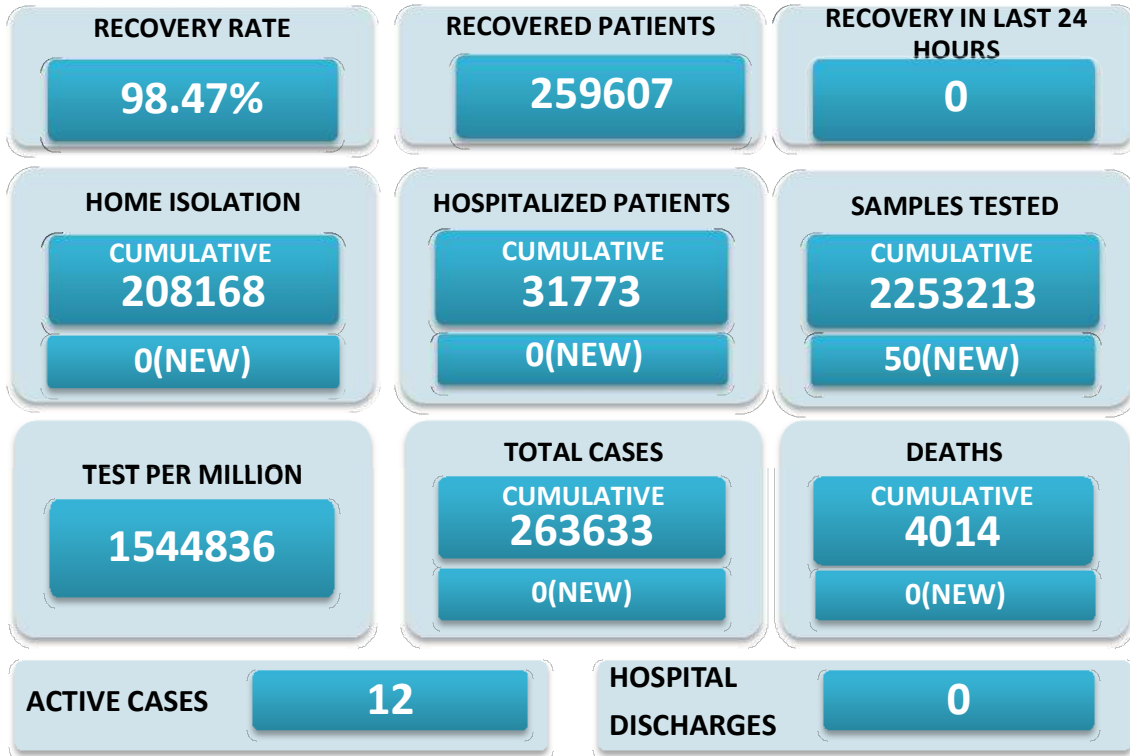 RECOVERY RATE
98.47%
RECOVERED PATIENTS
259607
RECOVERY IN LAST 24
HOURS
0
HOME ISOLATION
CUMULATIVE
208168
0(NEW)
HOSPITALIZED PATIENTS
CUMULATIVE
31773
0(NEW)
SAMPLES TESTED
CUMULATIVE
2253213
50(NEW)
TEST PER MILLION
1544836
TOTAL CASES
CUMULATIVE
263633
0(NEW)
DEATHS
CUMULATIVE
4014
0(NEW)
ACTIVE CASES
12
HOSPITAL
DISCHARGES
0